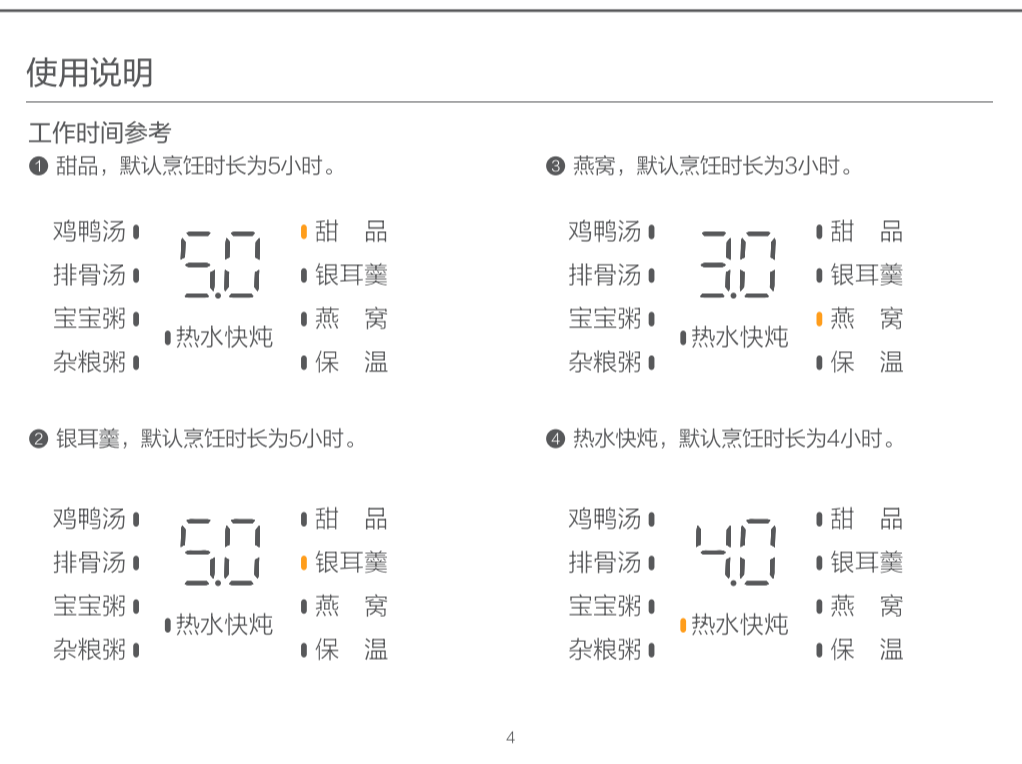 使用说明
工作时间参考
❶ 甜品，默认烹饪时长为5小时。
鸡鸭汤
排骨汤
宝宝粥
杂粮粥
5.0
热水快炖
甜 品
银耳羹
燕 窝
保 温
❷ 银耳羹，默认烹饪时长为5小时。
鸡鸭汤
排骨汤
宝宝粥
杂粮粥
5.0
热水快炖
甜 品
银耳羹
燕 窝
保 温
❸ 燕窝，默认烹饪时长为3小时。
鸡鸭汤
排骨汤
宝宝粥
杂粮粥
3.0
热水快炖
甜 品
银耳羹
燕 窝
保 温
❹ 热水快炖，默认烹饪时长为4小时。
鸡鸭汤
排骨汤
宝宝粥
杂粮粥
4.0
热水快炖
甜 品
银耳羹
燕 窝
保 温
4